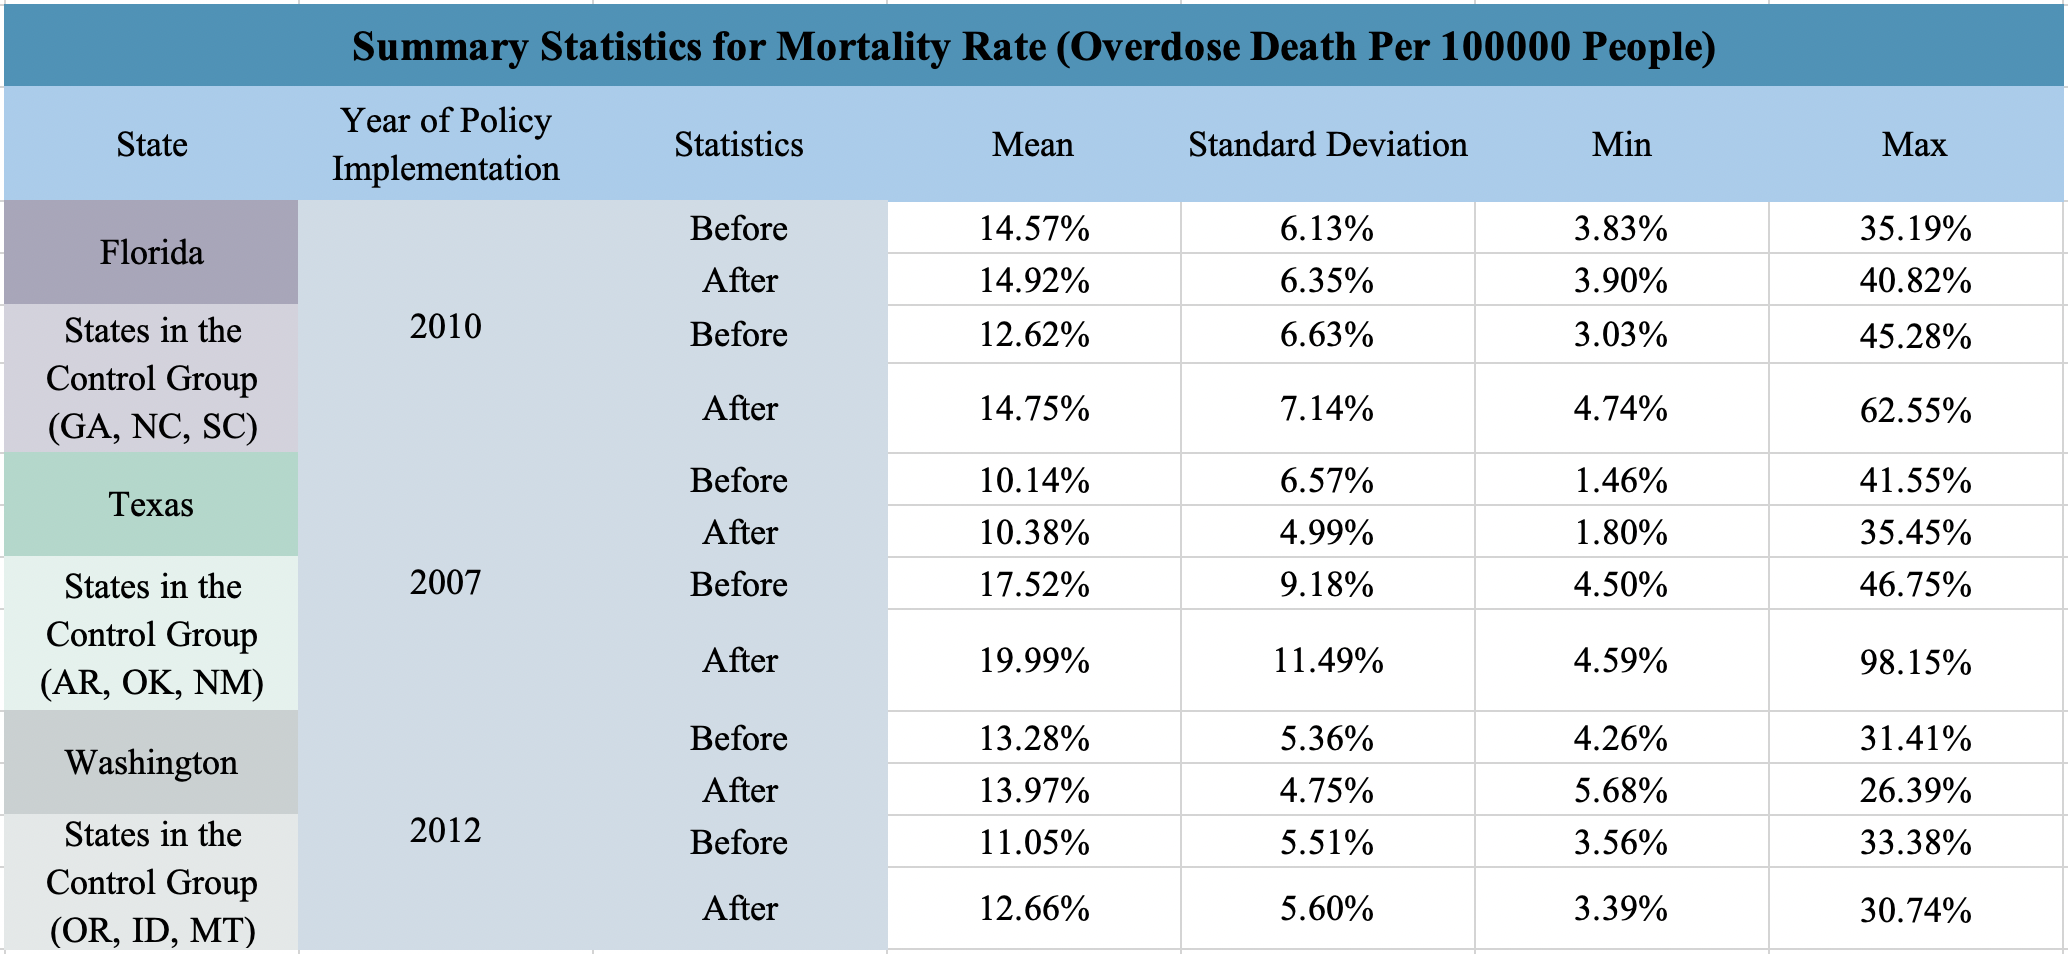 Summary Statistics for Mortality Rate (Overdose Death Per 100000 People)
State Year of Policy Implementation Statistics Mean Standard Deviation Min Max
Florida 2010 Before 14.57% 6.13% 3.83% 35.19%
After 14.92% 6.35% 3.90% 40.82%
States in the Control Group (GA, NC, SC) Before 12.62% 6.63% 3.03% 45.28%
After 14.75% 7.14% 4.74% 62.55%
Texas 2007 Before 10.14% 6.57% 1.46% 41.55%
After 10.38% 4.99% 1.80% 35.45%
States in the Control Group (AR, OK, NM) Before 17.52% 9.18% 4.50% 46.75%
After 19.99% 11.49% 4.59% 98.15%
Washington 2012 Before 13.28% 5.36% 4.26% 31.41%
After 13.97% 4.75% 5.68% 26.39%
States in the Control Group (OR, ID, MT) Before 11.05% 5.51% 3.56% 33.38%
After 12.66% 5.60% 3.39% 30.74%